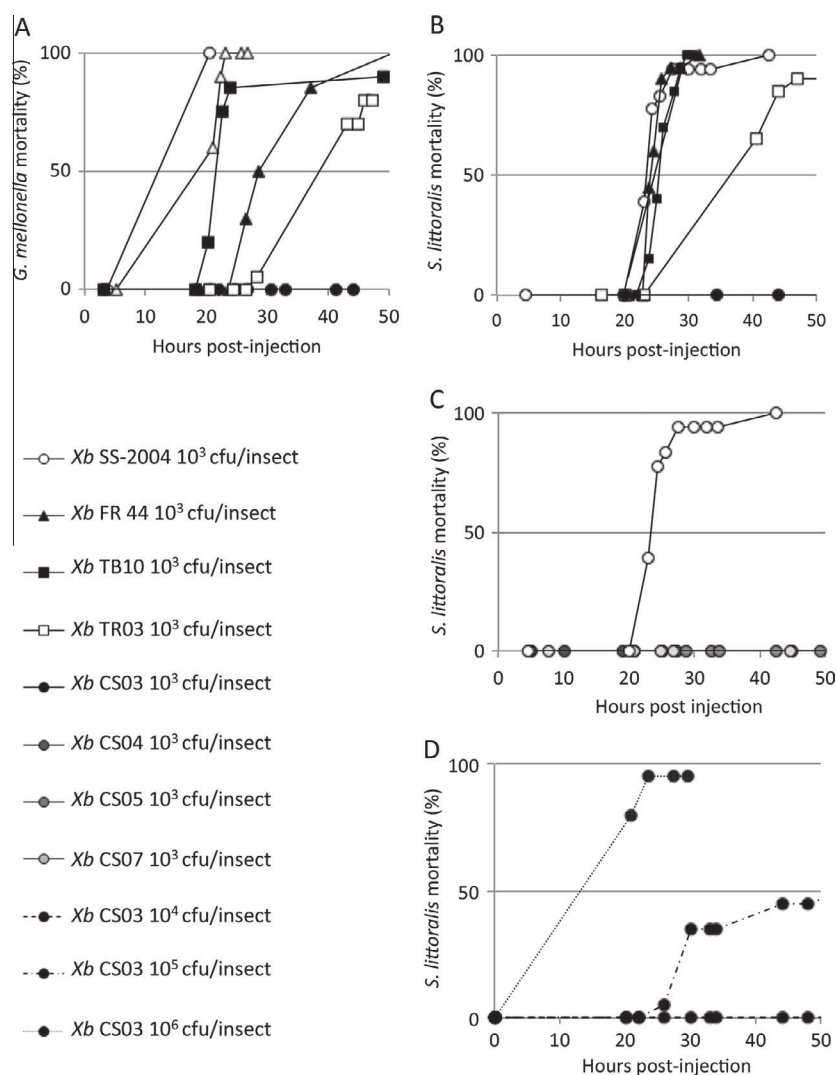 A
B
100
50
0
G. mellonella mortality (%)
0 10 20 30 40 50
Hours post-injection
100
50
0
S. littoralis mortality (%)
0 10 20 30 40 50
Hours post-injection
Xb SS-2004 10³ cfu/insect
Xb FR 44 10³ cfu/insect
Xb TB10 10³ cfu/insect
Xb TR03 10³ cfu/insect
Xb CS03 10³ cfu/insect
Xb CS04 10³ cfu/insect
Xb CS05 10³ cfu/insect
Xb CS07 10³ cfu/insect
Xb CS03 10⁴ cfu/insect
Xb CS03 10⁵ cfu/insect
Xb CS03 10⁶ cfu/insect
C
100
50
0
S. littoralis mortality (%)
0 10 20 30 40 50
Hours post injection
D
100
50
0
S. littoralis mortality (%)
0 10 20 30 40 50
Hours post-injection